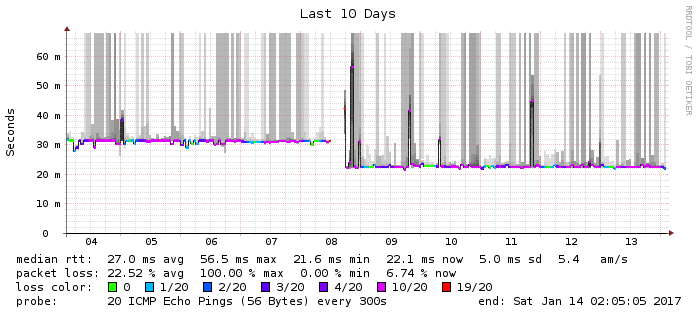 Last 10 Days
RRDTOOL / TOBI OETIKER
Seconds
60 m
50 m
40 m
30 m
20 m
10 m
0
04 05 06 07 08 09 10 11 12 13
median rtt: 27.0 ms avg 56.5 ms max 21.6 ms min 22.1 ms now 5.0 ms sd 5.4 am/s
packet loss: 22.52 % avg 100.00 % max 0.00 % min 6.74 % now
loss color: 0 1/20 2/20 3/20 4/20 10/20 19/20
probe: 20 ICMP Echo Pings (56 Bytes) every 300s end: Sat Jan 14 02:05:05 2017